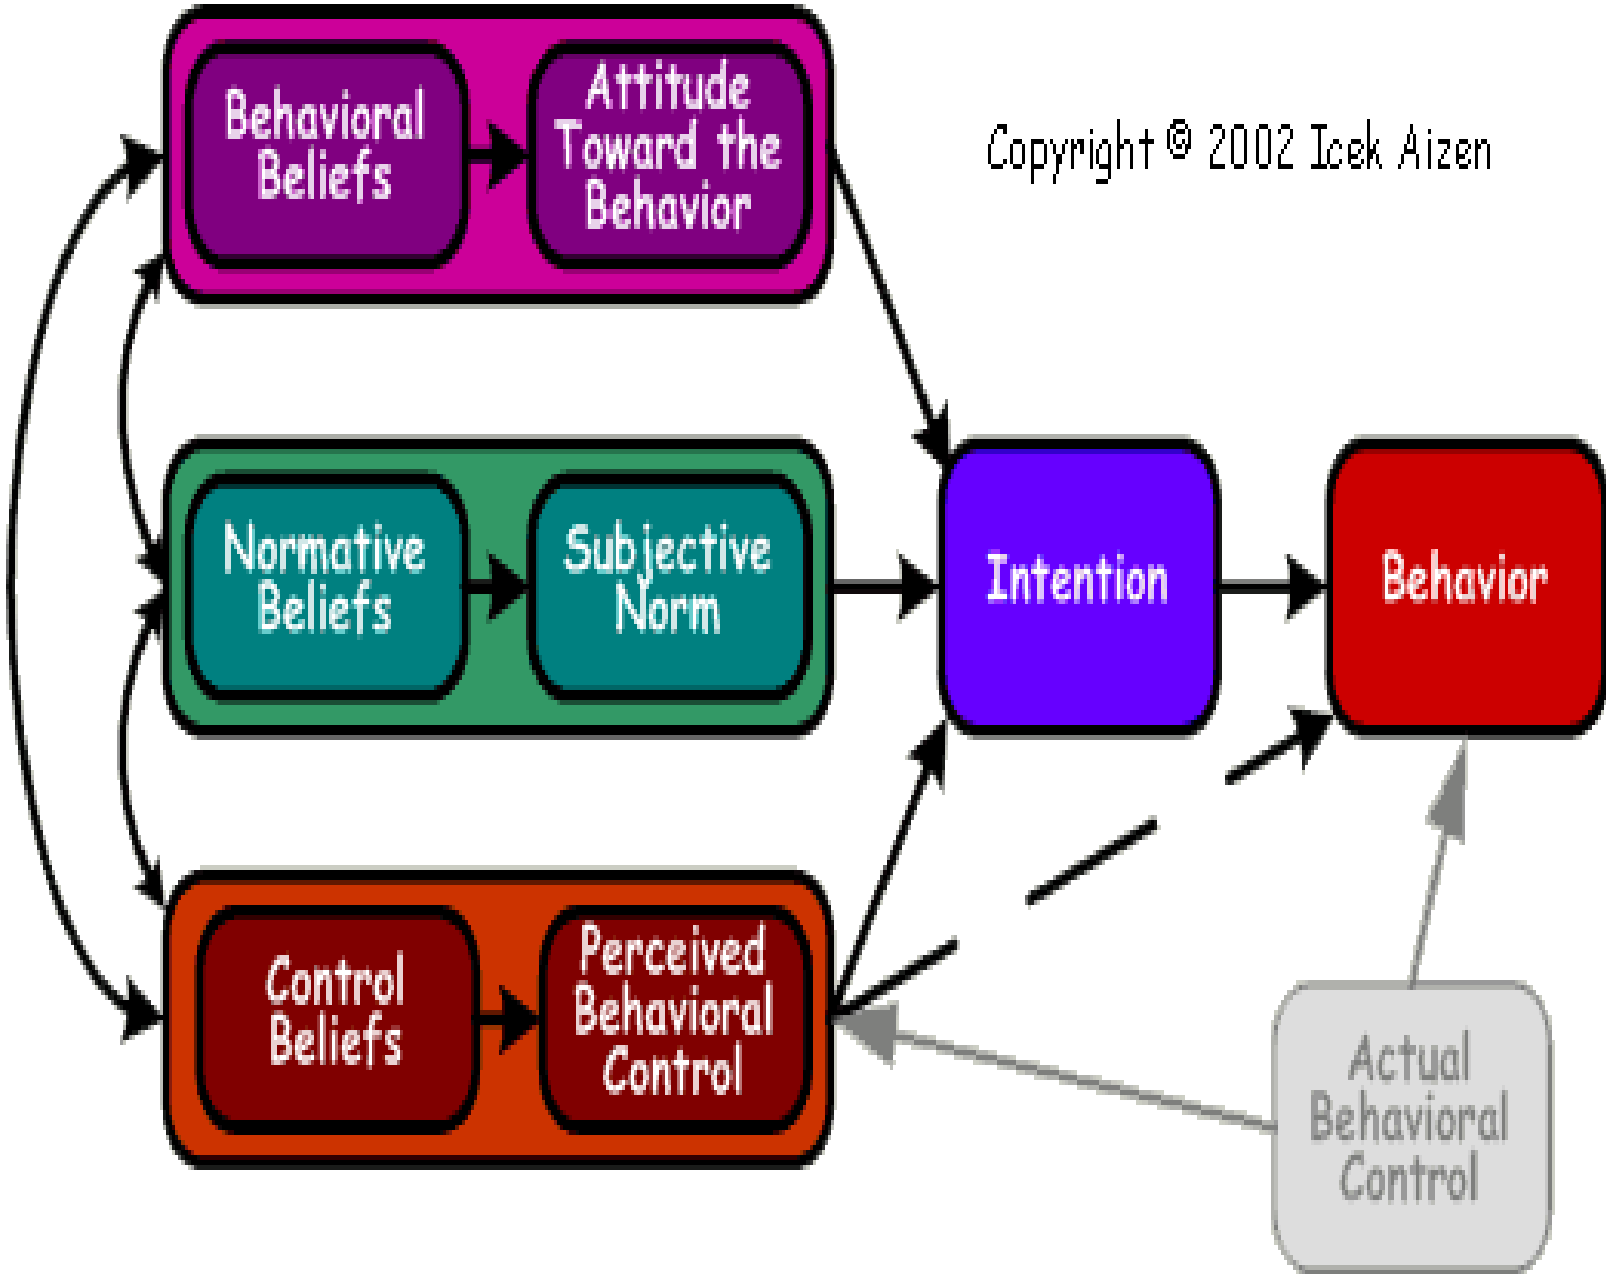 Behavioral
Beliefs
Attitude
Toward the
Behavior
Copyright © 2002 Icek Aizen
Normative
Beliefs
Subjective
Norm
Intention
Behavior
Control
Beliefs
Perceived
Behavioral
Control
Actual
Behavioral
Control